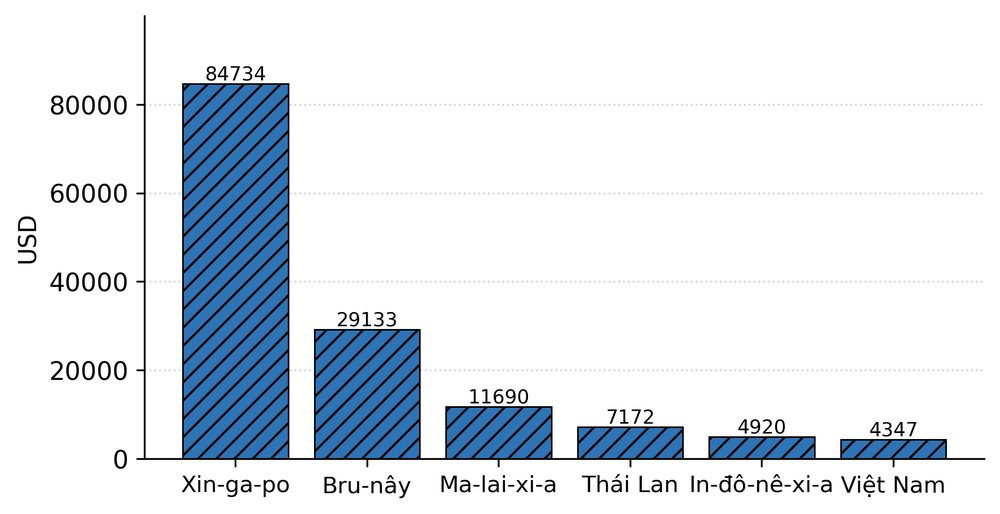 USD
80000
60000
40000
20000
0
84734
29133
11690
7172
4920
4347
Xin-ga-po
Bru-nây
Ma-lai-xi-a
Thái Lan
In-đô-nê-xi-a
Việt Nam